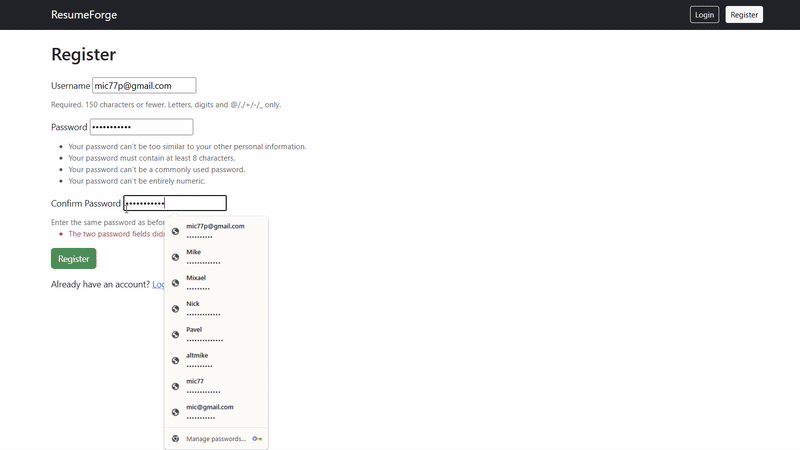 ResumeForge
Login
Register
Register
Username mic77p@gmail.com
Required. 150 characters or fewer. Letters, digits and @/./+/-/_ only.
Password •••••••••••
Your password can't be too similar to your other personal information.
Your password must contain at least 8 characters.
Your password can't be a commonly used password.
Your password can't be entirely numeric.
Confirm Password •••••••••••
Enter the same password as before
The two password fields didn
Register
Already have an account? Log
mic77p@gmail.com
••••••••••
Mike
•••••••••••••
Mixael
•••••••••
Nick
•••••••••••••
Pavel
••••••••••••••
altmike
••••••••••
mic77
•••••••••••••
mic@gmail.com
•••••••••••
Manage passwords...